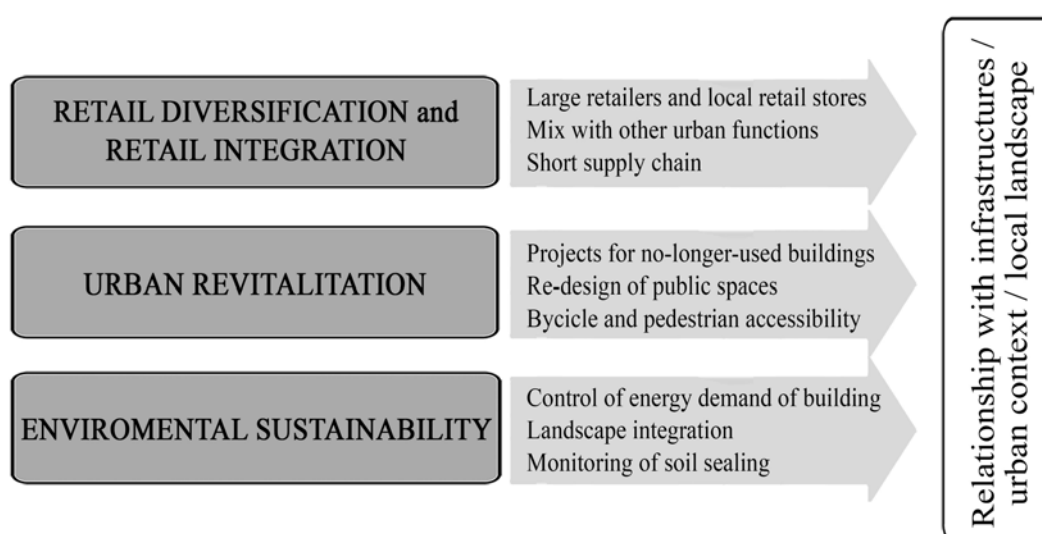 RETAIL DIVERSIFICATION and
RETAIL INTEGRATION
Large retailers and local retail stores
Mix with other urban functions
Short supply chain
URBAN REVITALITATION
Projects for no-longer-used buildings
Re-design of public spaces
Bycicle and pedestrian accessibility
ENVIROMENTAL SUSTAINABILITY
Control of energy demand of building
Landscape integration
Monitoring of soil sealing
Relationship with infrastructures /
urban context / local landscape